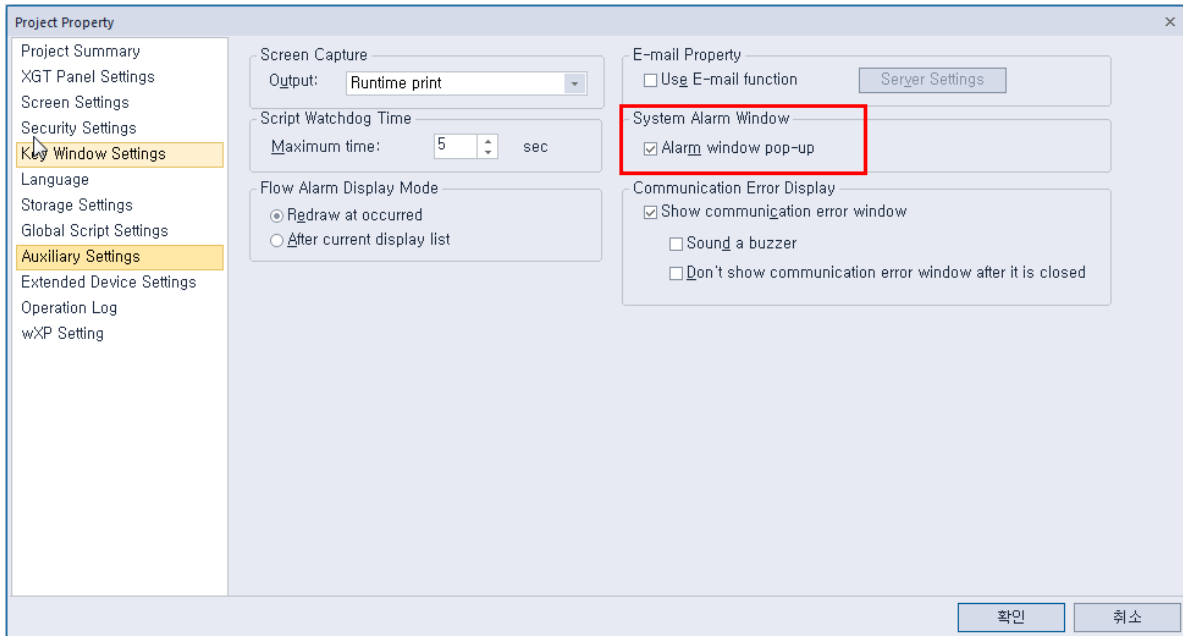 Project Property
Project Summary
XGT Panel Settings
Screen Settings
Security Settings
Key Window Settings
Language
Storage Settings
Global Script Settings
Auxiliary Settings
Extended Device Settings
Operation Log
wXP Setting
Screen Capture
Output: Runtime print
Script Watchdog Time
Maximum time: 5 sec
Flow Alarm Display Mode
Redraw at occurred
After current display list
E-mail Property
Use E-mail function Server Settings
System Alarm Window
Alarm window pop-up
Communication Error Display
Show communication error window
Sound a buzzer
Don't show communication error window after it is closed
확인 취소